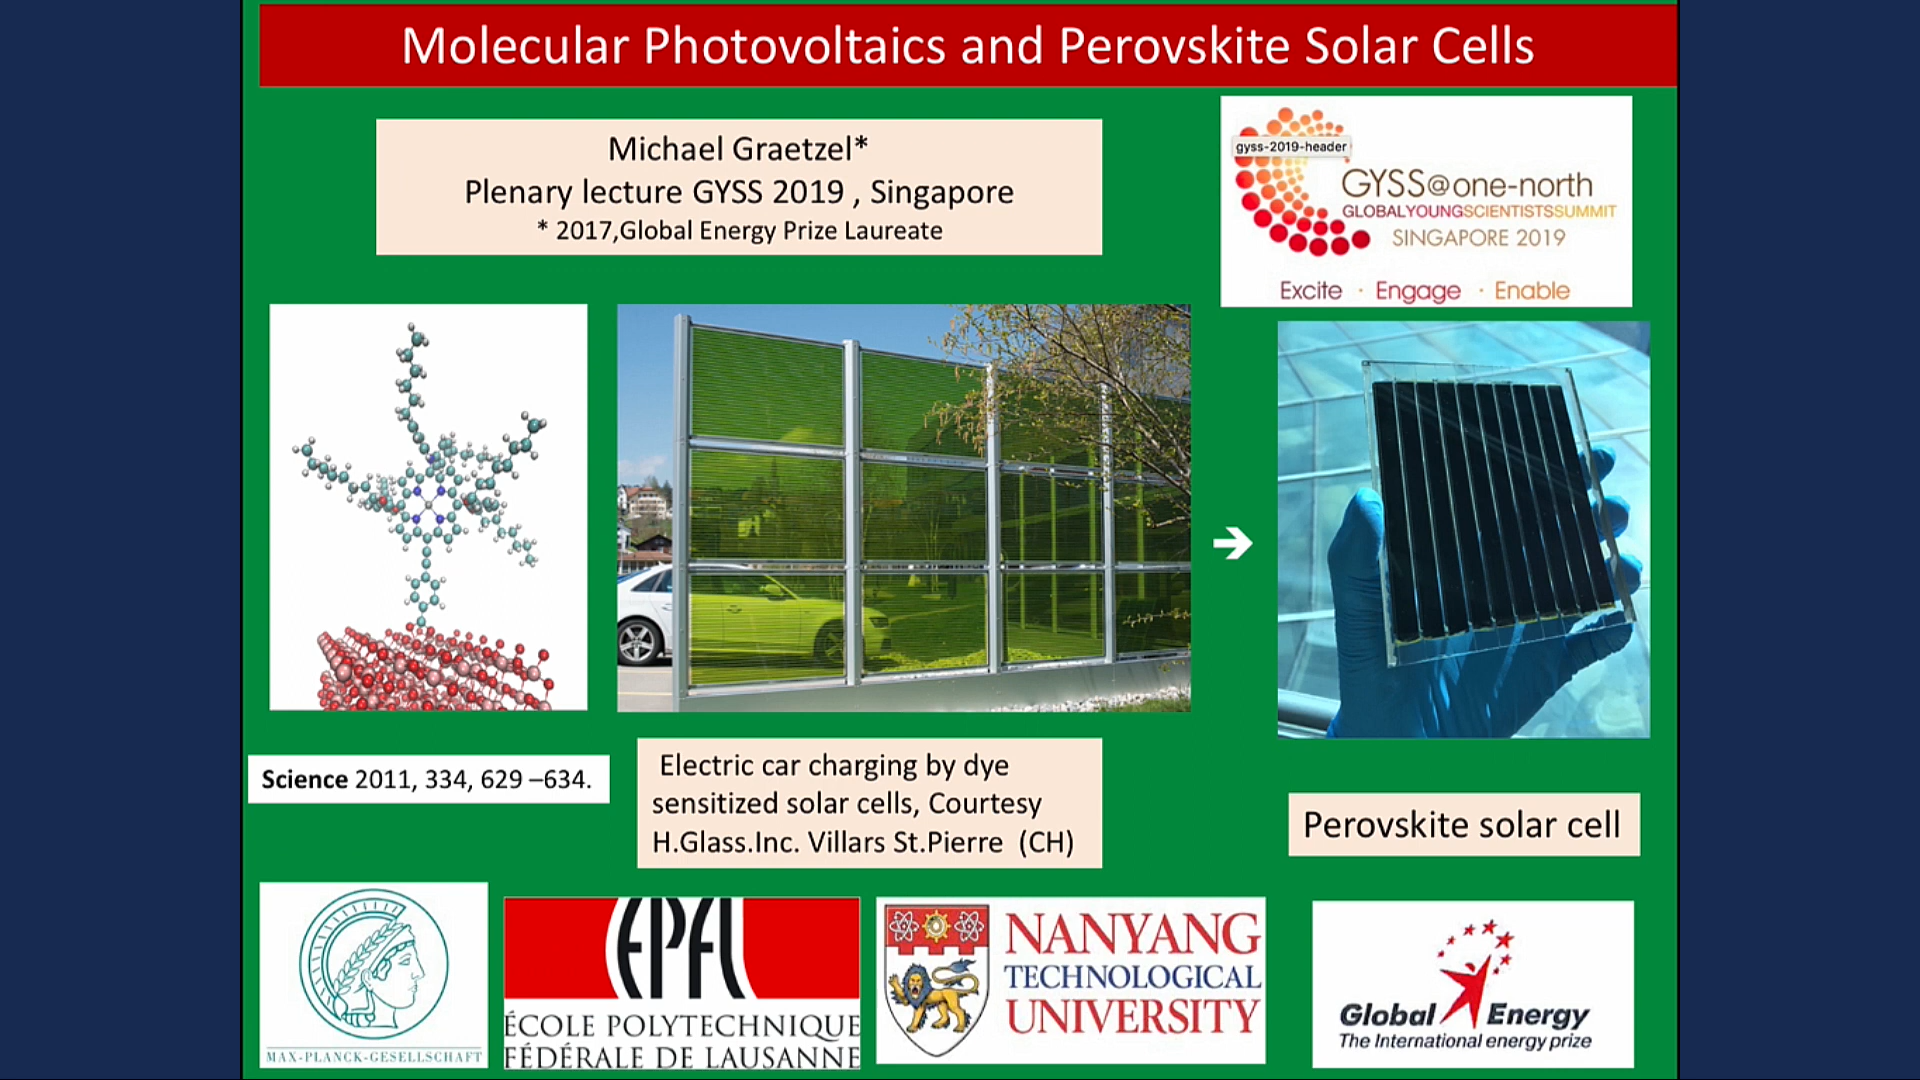 Molecular Photovoltaics and Perovskite Solar Cells
Michael Graetzel*
Plenary lecture GYSS 2019 , Singapore
* 2017,Global Energy Prize Laureate
gyss-2019-header
GYSS@one-north
GLOBALYOUNGSCIENTISTSSUMMIT
SINGAPORE 2019
Excite · Engage · Enable
Science 2011, 334, 629 –634.
Electric car charging by dye
sensitized solar cells, Courtesy
H.Glass.Inc. Villars St.Pierre (CH)
Perovskite solar cell
MAX-PLANCK-GESELLSCHAFT
EPFL
ÉCOLE POLYTECHNIQUE
FÉDÉRALE DE LAUSANNE
NANYANG
TECHNOLOGICAL
UNIVERSITY
Global Energy
The International energy prize